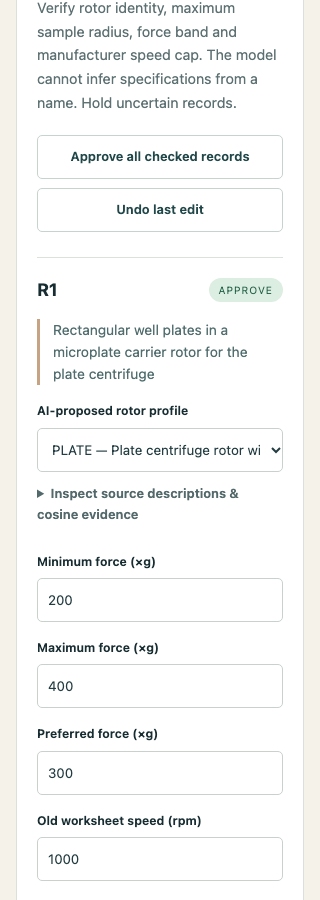 Verify rotor identity, maximum
sample radius, force band and
manufacturer speed cap. The model
cannot infer specifications from a
name. Hold uncertain records.
Approve all checked records
Undo last edit
R1
APPROVE
Rectangular well plates in a
microplate carrier rotor for the
plate centrifuge
AI-proposed rotor profile
PLATE — Plate centrifuge rotor wi
Inspect source descriptions &
cosine evidence
Minimum force (×g)
200
Maximum force (×g)
400
Preferred force (×g)
300
Old worksheet speed (rpm)
1000